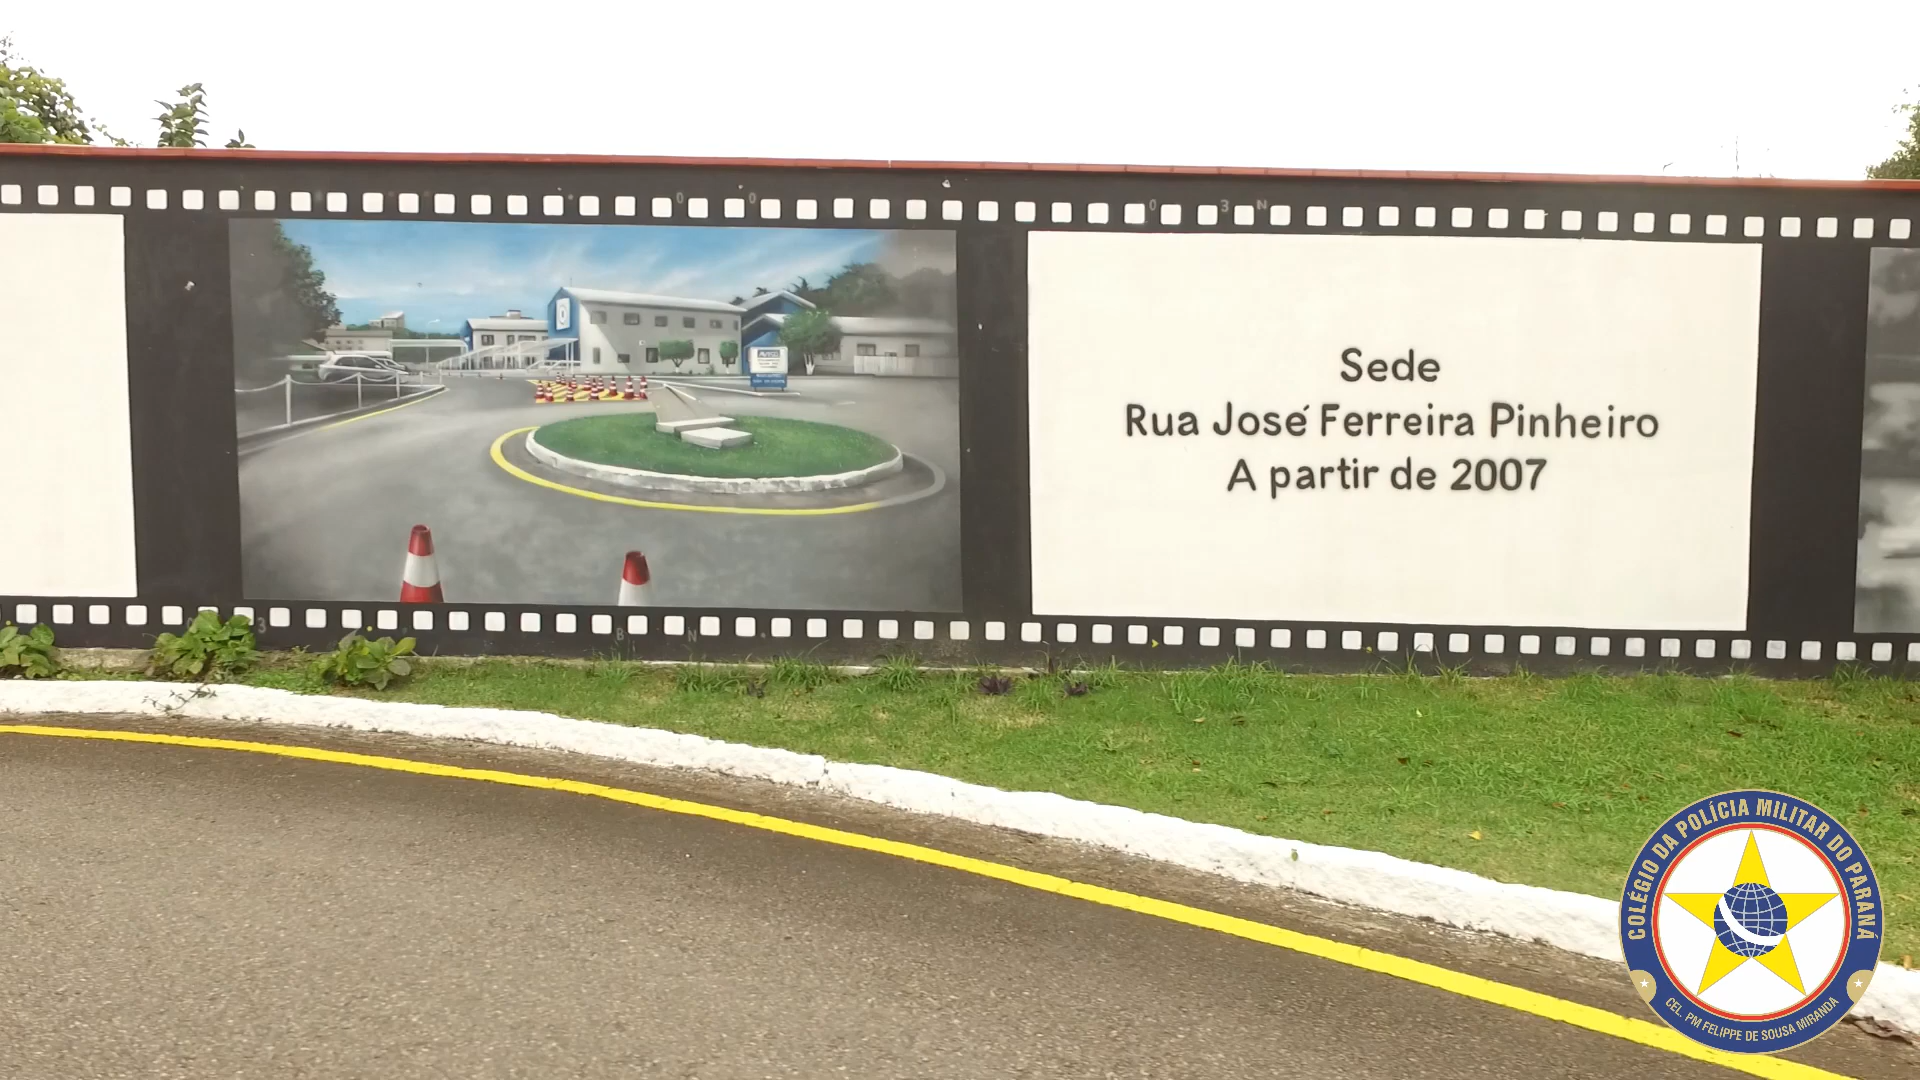 Sede
Rua José Ferreira Pinheiro
A partir de 2007
COLÉGIO DA POLÍCIA MILITAR DO PARANÁ
CEL. PM FELIPPE DE SOUSA MIRANDA